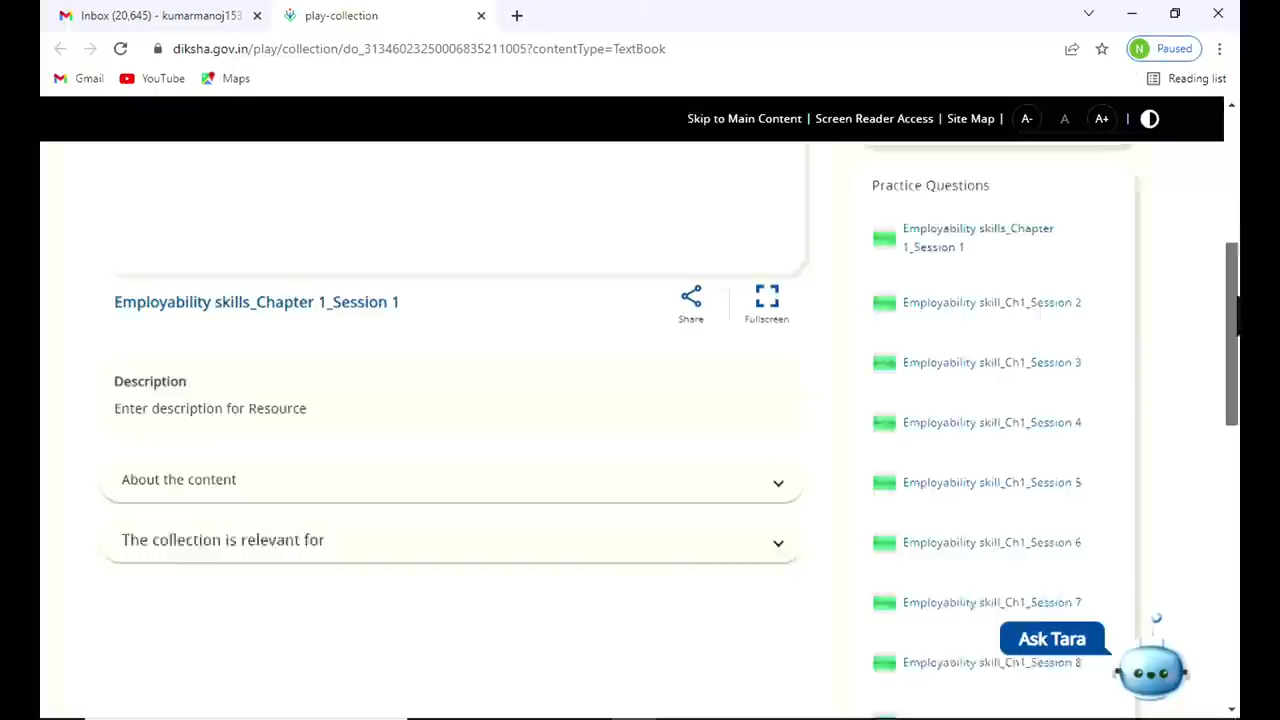 Inbox (20,645) - kumarmanoj153
play-collection
diksha.gov.in/play/collection/do_31346023250006835211005?contentType=TextBook
N Paused
Gmail YouTube Maps
Reading list
Skip to Main Content | Screen Reader Access | Site Map | A- A A+ |
Practice Questions
Employability skills_Chapter
1_Session 1
Employability skill_Ch1_Session 2
Employability skill_Ch1_Session 3
Employability skill_Ch1_Session 4
Employability skill_Ch1_Session 5
Employability skill_Ch1_Session 6
Employability skill_Ch1_Session 7
Employability skill_Ch1_Session 8
Employability skills_Chapter 1_Session 1
Share
Fullscreen
Description
Enter description for Resource
About the content
The collection is relevant for
Ask Tara